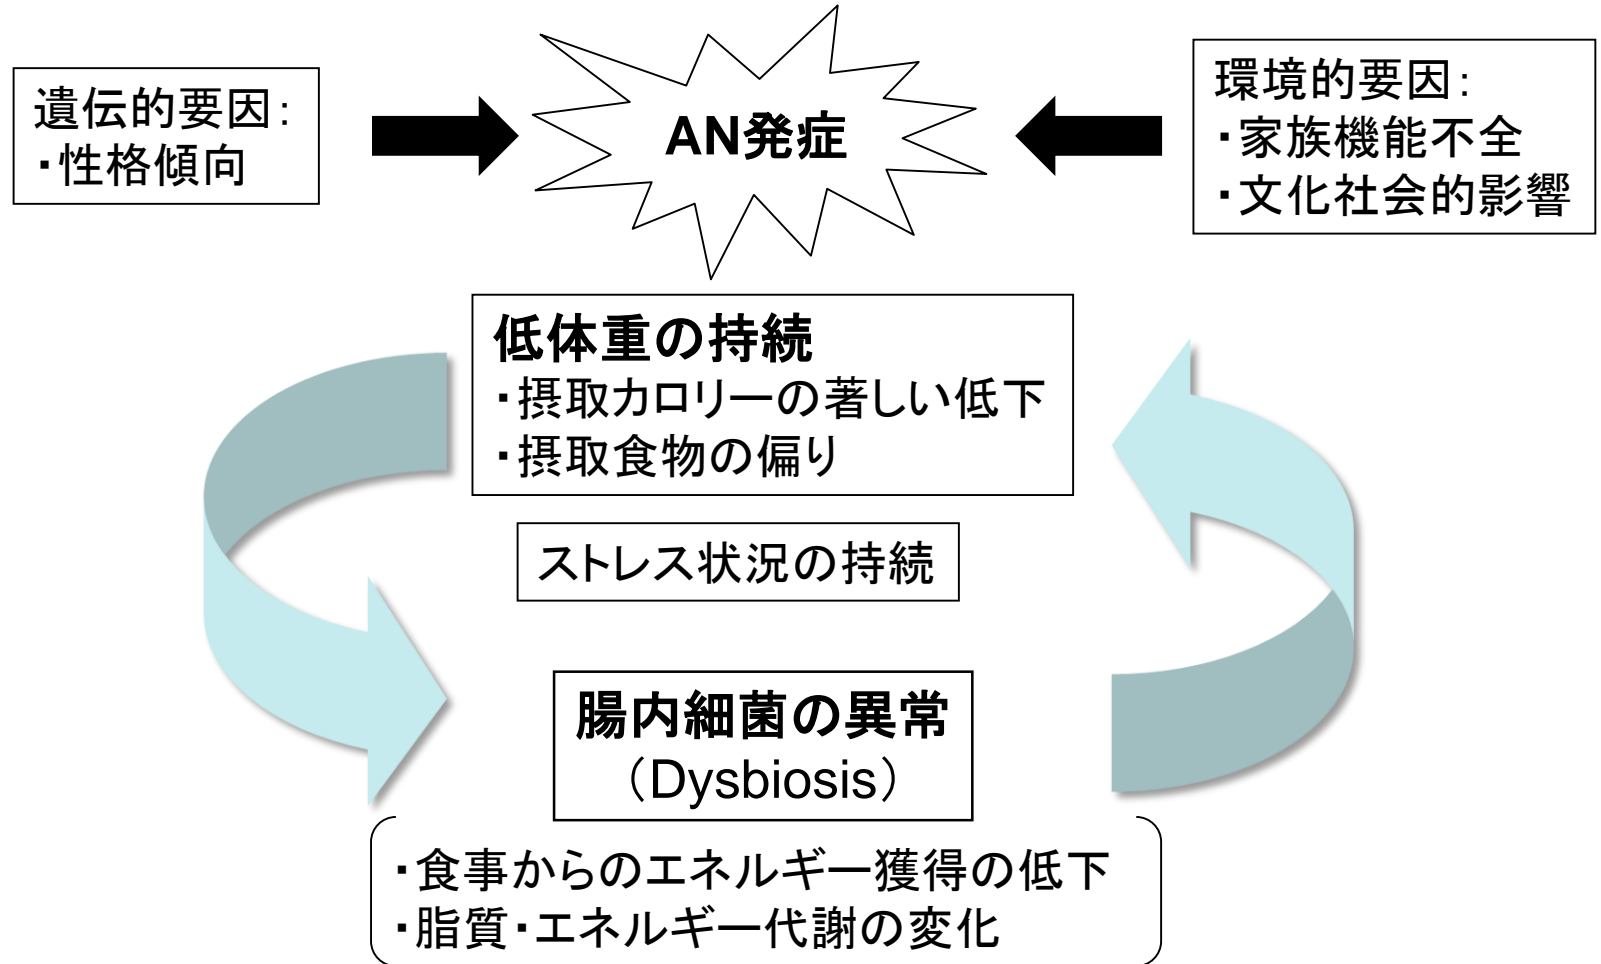 遺伝的要因：
・性格傾向
AN発症
環境的要因：
・家族機能不全
・文化社会的影響
低体重の持続
・摂取カロリーの著しい低下
・摂取食物の偏り
ストレス状況の持続
腸内細菌の異常
（Dysbiosis）
・食事からのエネルギー獲得の低下
・脂質・エネルギー代謝の変化